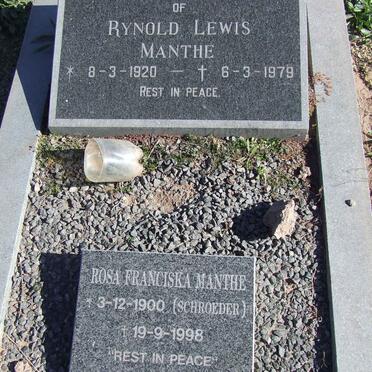 OF
RYNOLD LEWIS
MANTHE
* 8-3-1920 — † 6-3-1979
REST IN PEACE.
ROSA FRANCISKA MANTHE
* 3-12-1900 (SCHROEDER)
† 19-9-1998
"REST IN PEACE"